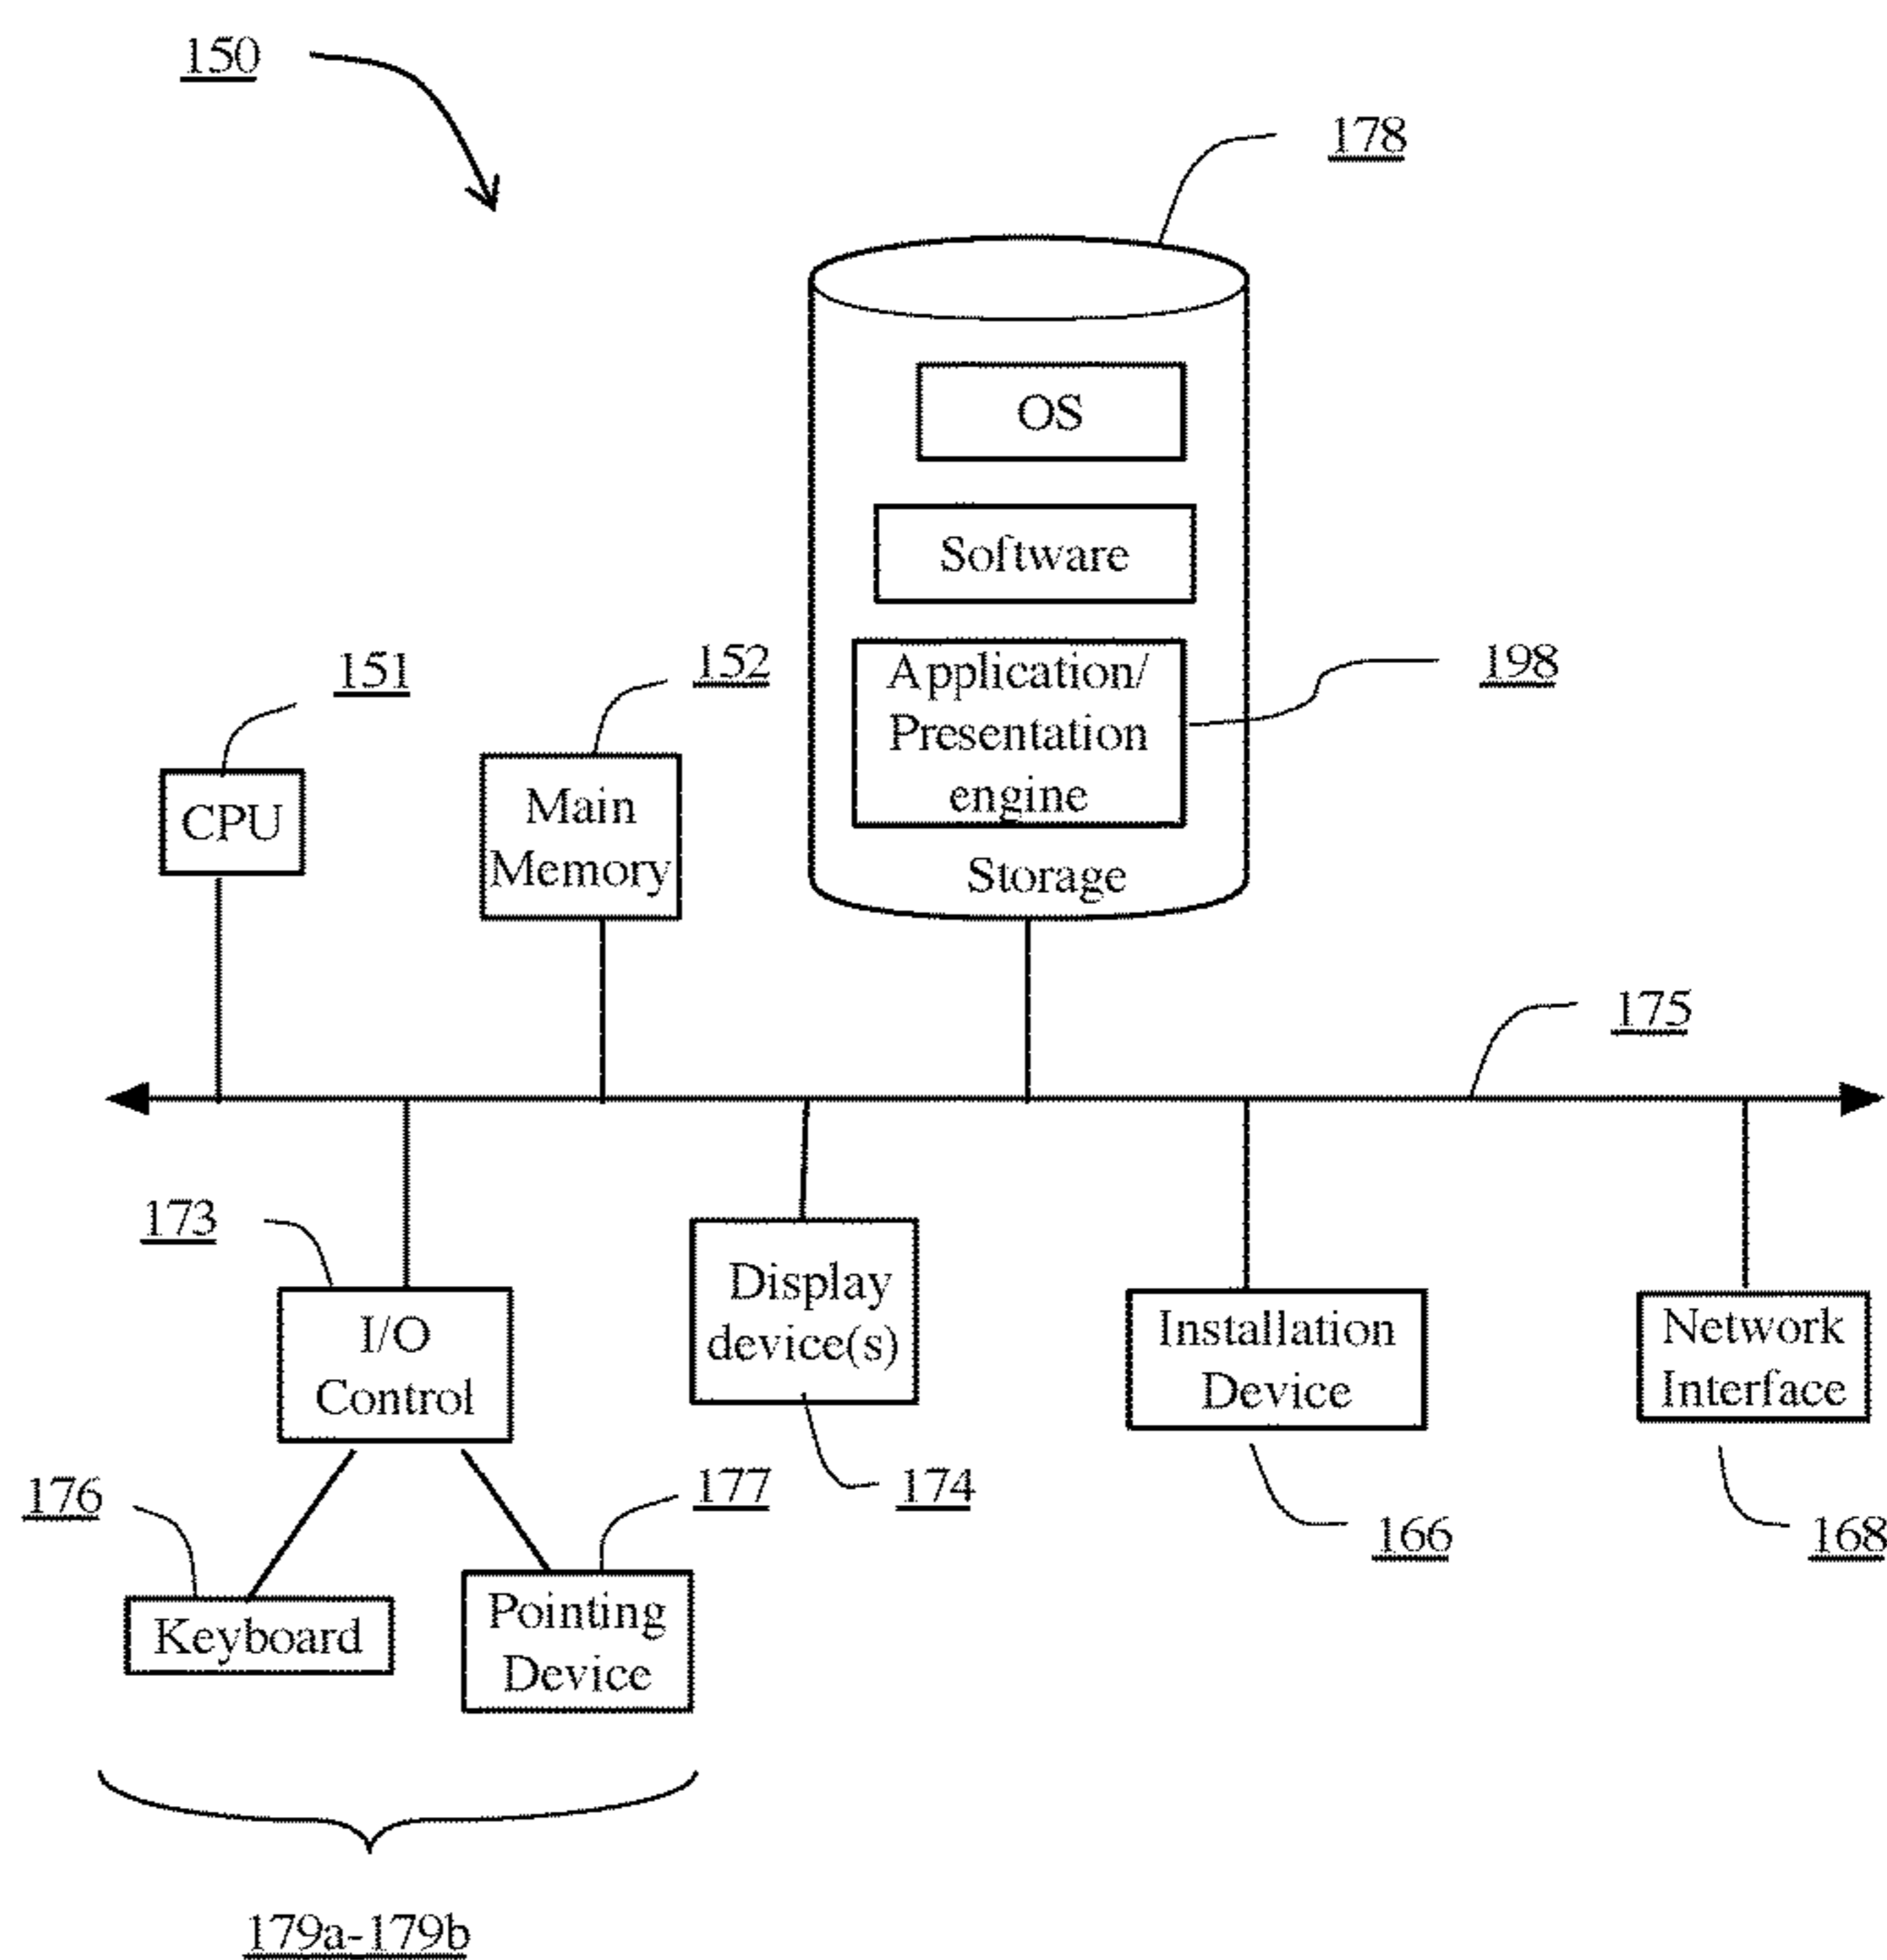 150
178
OS
Software
Application/
Presentation
engine
198
Storage
151
152
CPU
Main
Memory
175
173
I/O
Control
Display
device(s)
Installation
Device
Network
Interface
176
177
174
166
168
Keyboard
Pointing
Device
179a-179b